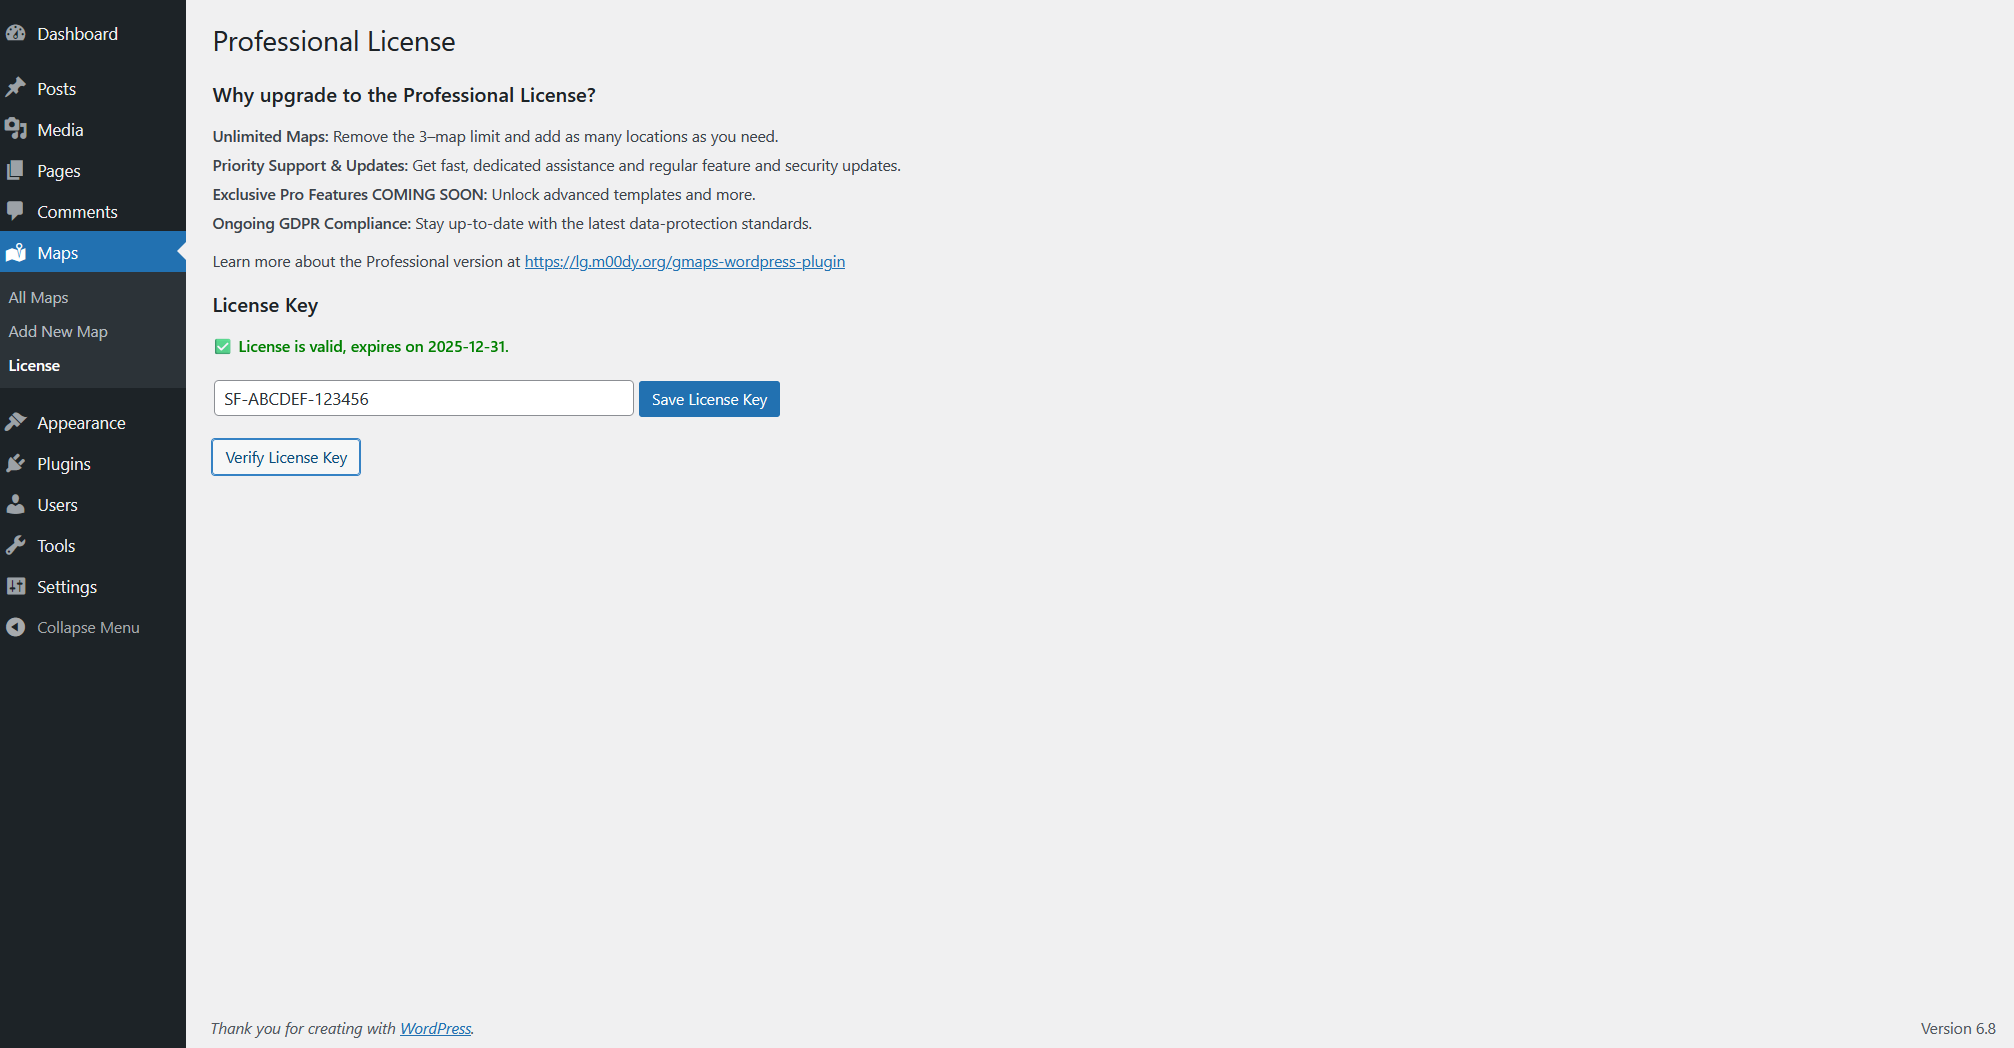 Dashboard
Posts
Media
Pages
Comments
Maps
All Maps
Add New Map
License
Appearance
Plugins
Users
Tools
Settings
Collapse Menu
Professional License
Why upgrade to the Professional License?
Unlimited Maps: Remove the 3–map limit and add as many locations as you need.
Priority Support & Updates: Get fast, dedicated assistance and regular feature and security updates.
Exclusive Pro Features COMING SOON: Unlock advanced templates and more.
Ongoing GDPR Compliance: Stay up-to-date with the latest data-protection standards.
Learn more about the Professional version at https://lg.m00dy.org/gmaps-wordpress-plugin
License Key
✅ License is valid, expires on 2025-12-31.
SF-ABCDEF-123456 Save License Key
Verify License Key
Thank you for creating with WordPress. Version 6.8